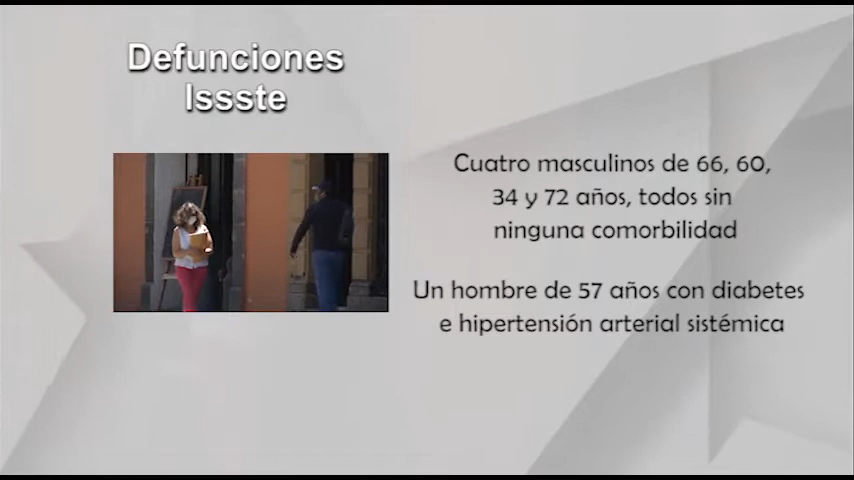 Defunciones
Issste
Cuatro masculinos de 66, 60,
34 y 72 años, todos sin
ninguna comorbilidad
Un hombre de 57 años con diabetes
e hipertensión arterial sistémica